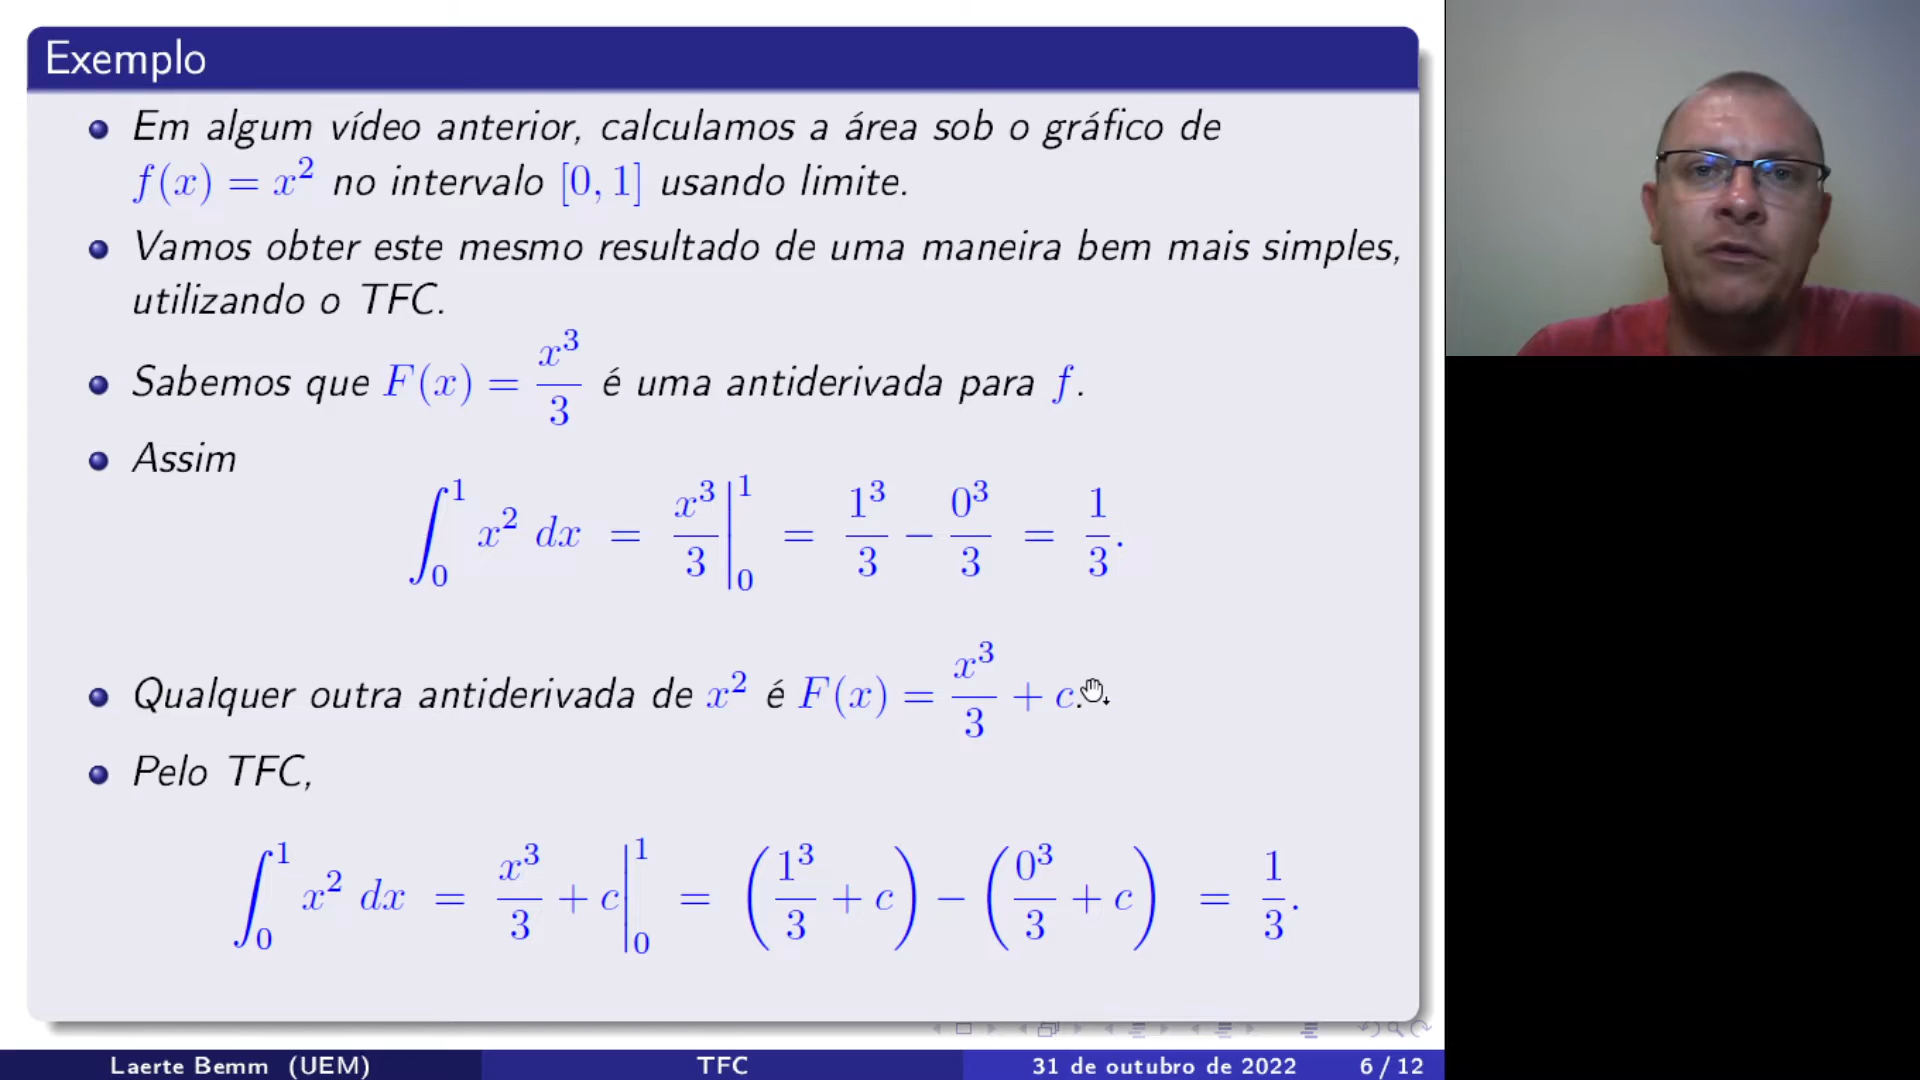 Exemplo
Em algum vídeo anterior, calculamos a área sob o gráfico de
f(x) = x² no intervalo [0, 1] usando limite.
Vamos obter este mesmo resultado de uma maneira bem mais simples,
utilizando o TFC.
Sabemos que F(x) = x³/3 é uma antiderivada para f.
Assim
∫₀¹ x² dx = x³/3 |₀¹ = 1³/3 − 0³/3 = 1/3.
Qualquer outra antiderivada de x² é F(x) = x³/3 + c.
Pelo TFC,
∫₀¹ x² dx = x³/3 + c |₀¹ = (1³/3 + c) − (0³/3 + c) = 1/3.
Laerte Bemm (UEM) TFC 31 de outubro de 2022 6 / 12